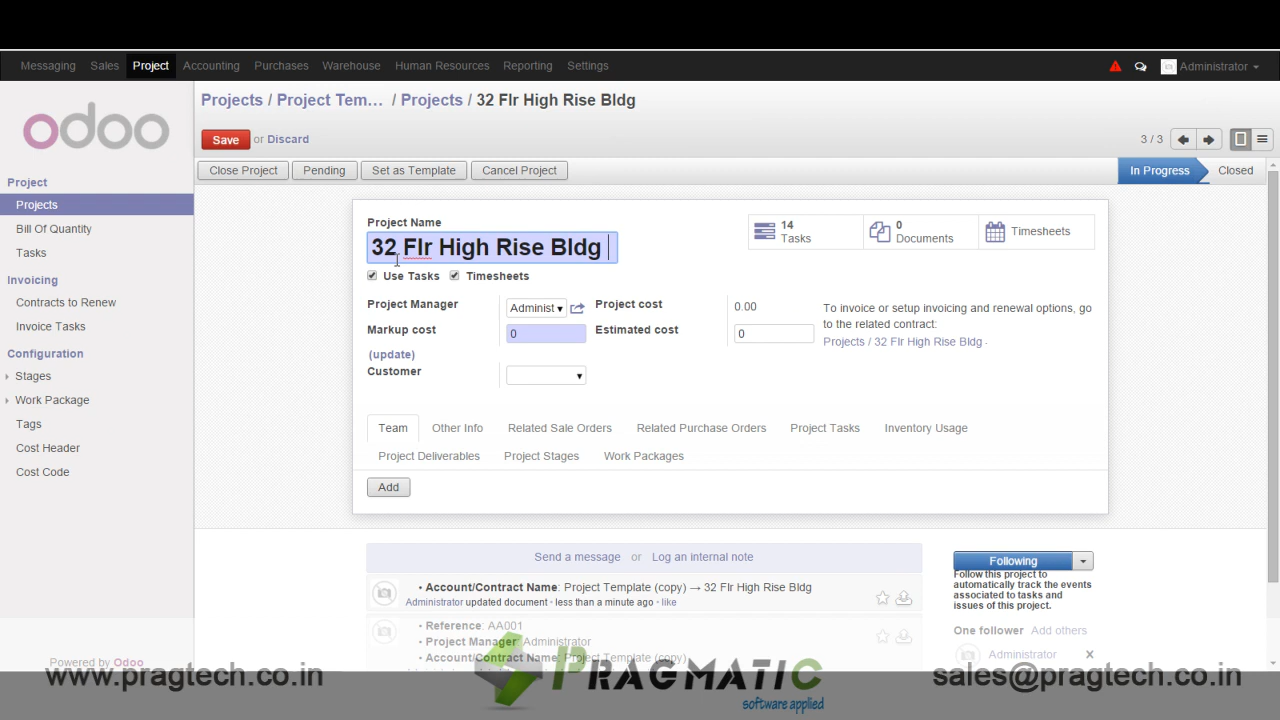 Messaging Sales Project Accounting Purchases Warehouse Human Resources Reporting Settings Administrator
odoo
Projects / Project Tem... / Projects / 32 Flr High Rise Bldg
Save or Discard
3 / 3
Close Project Pending Set as Template Cancel Project
In Progress Closed
Project
Projects
Bill Of Quantity
Tasks
Invoicing
Contracts to Renew
Invoice Tasks
Configuration
Stages
Work Package
Tags
Cost Header
Cost Code
Powered by Odoo
Project Name
32 Flr High Rise Bldg
14
Tasks
0
Documents
Timesheets
Use Tasks Timesheets
Project Manager Administ
Project cost 0.00
Markup cost 0
Estimated cost 0
(update)
Customer
To invoice or setup invoicing and renewal options, go
to the related contract:
Projects / 32 Flr High Rise Bldg -
Team Other Info Related Sale Orders Related Purchase Orders Project Tasks Inventory Usage
Project Deliverables Project Stages Work Packages
Add
Send a message or Log an internal note
• Account/Contract Name: Project Template (copy) → 32 Flr High Rise Bldg
Administrator updated document - less than a minute ago - like
• Reference: AA001
• Project Manager: Administrator
• Account/Contract Name: Project Template (copy)
Following
Follow this project to
automatically track the events
associated to tasks and
issues of this project.
One follower Add others
Administrator x
www.pragtech.co.in
PRAGMATIC
software applied
sales@pragtech.co.in